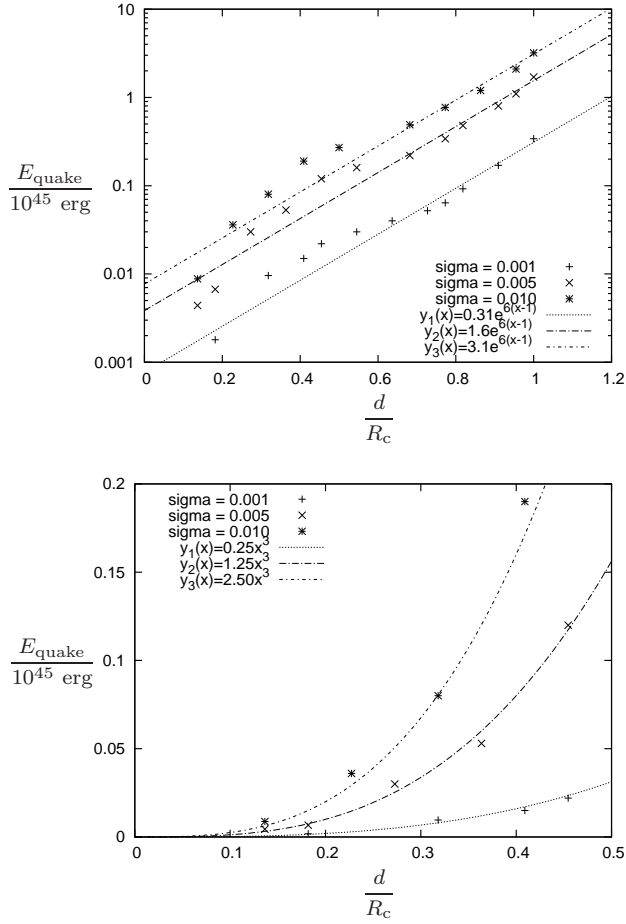 10
1
0.1
0.01
0.001
E_quake
10^45 erg
sigma = 0.001
sigma = 0.005
sigma = 0.010
y_1(x)=0.31e^6(x-1)
y_2(x)=1.6e^6(x-1)
y_3(x)=3.1e^6(x-1)
0 0.2 0.4 0.6 0.8 1 1.2
d
R_c
0.2
0.15
0.1
0.05
0
E_quake
10^45 erg
sigma = 0.001
sigma = 0.005
sigma = 0.010
y_1(x)=0.25x^3
y_2(x)=1.25x^3
y_3(x)=2.50x^3
0 0.1 0.2 0.3 0.4 0.5
d
R_c